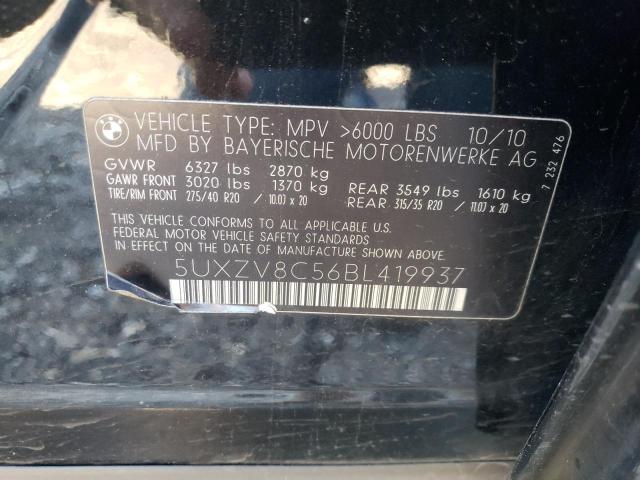 BMW
VEHICLE TYPE: MPV >6000 LBS 10/10
MFD BY BAYERISCHE MOTORENWERKE AG
GVWR 6327 lbs 2870 kg
GAWR FRONT 3020 lbs 1370 kg REAR 3549 lbs 1610 kg
TIRE/RIM FRONT 275/40 R20 / 10.0J x 20 REAR 315/35 R20 / 11.0J x 20
THIS VEHICLE CONFORMS TO ALL APPLICABLE U.S.
FEDERAL MOTOR VEHICLE SAFETY STANDARDS
IN EFFECT ON THE DATE OF MANUFACTURE SHOWN ABOVE.
5UXZV8C56BL419937
7 232 476